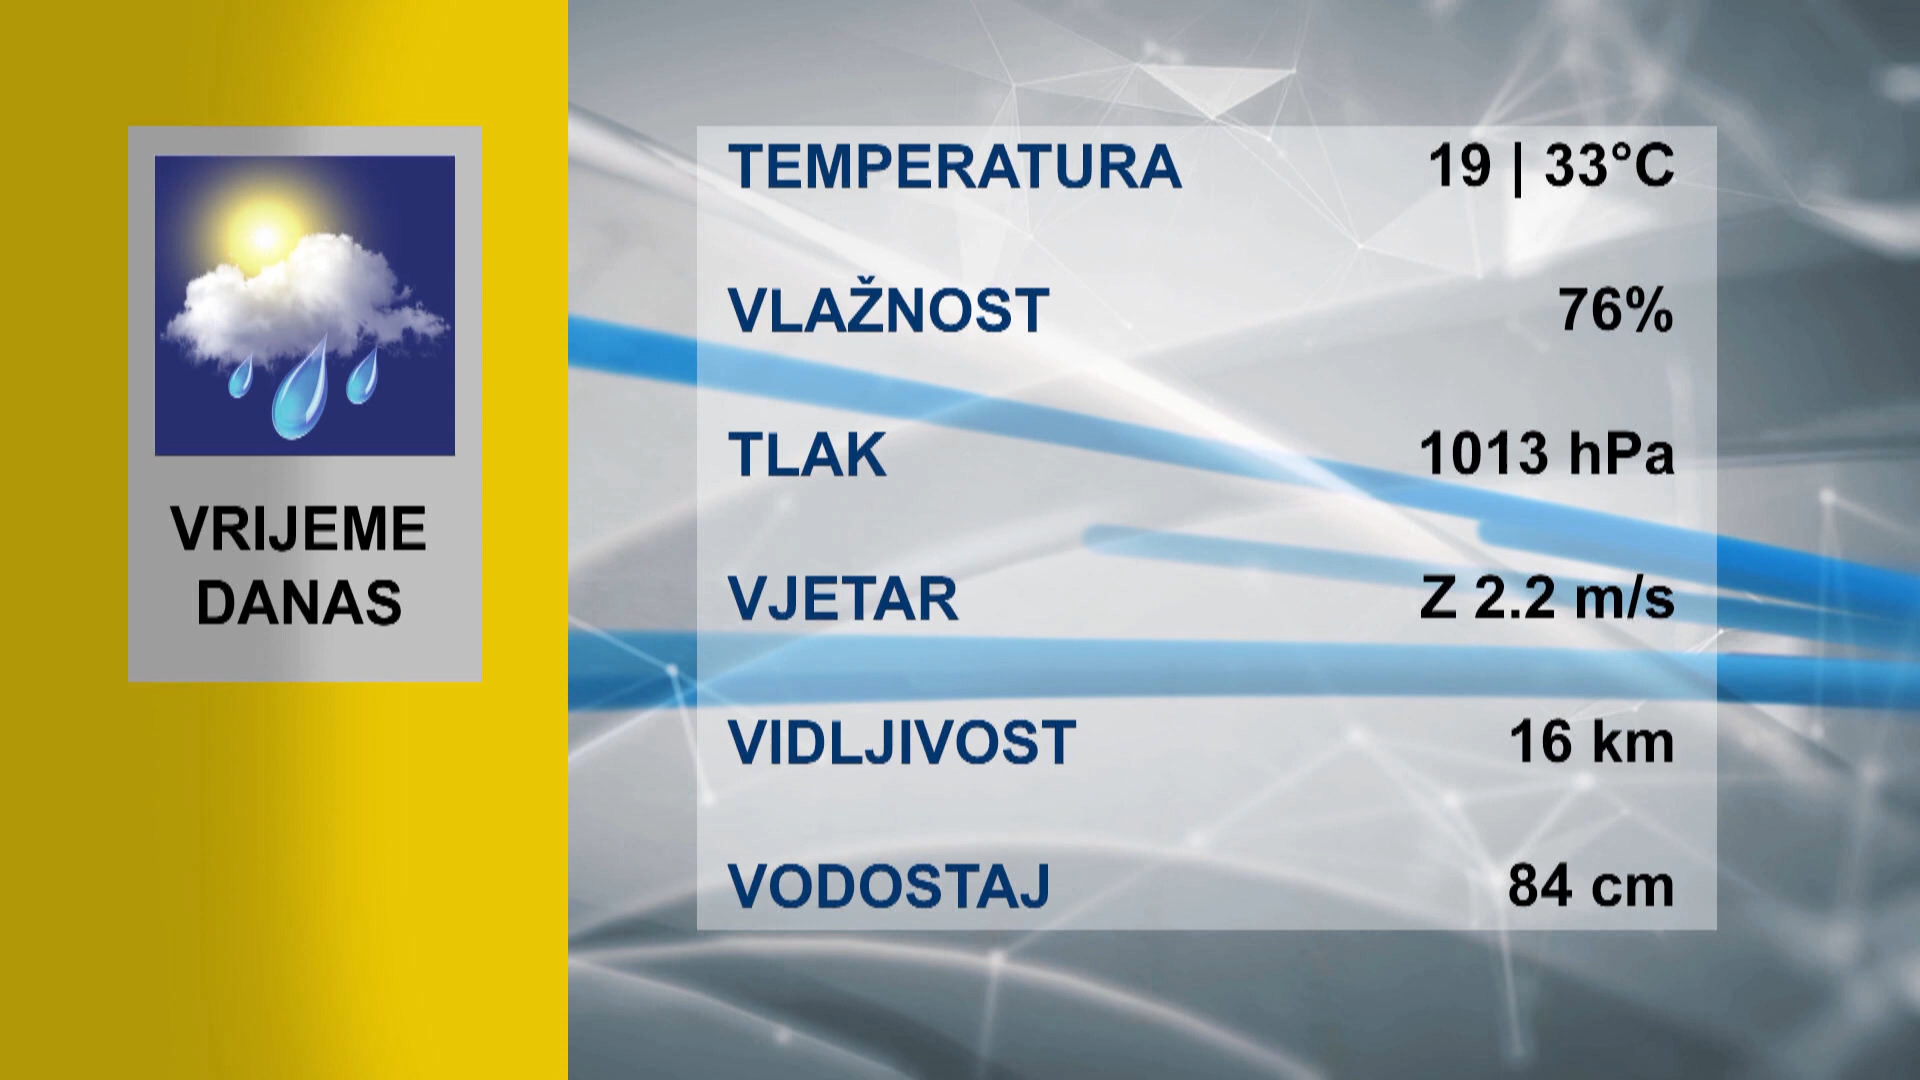 VRIJEME
DANAS
TEMPERATURA 19 | 33°C
VLAŽNOST 76%
TLAK 1013 hPa
VJETAR Z 2.2 m/s
VIDLJIVOST 16 km
VODOSTAJ 84 cm